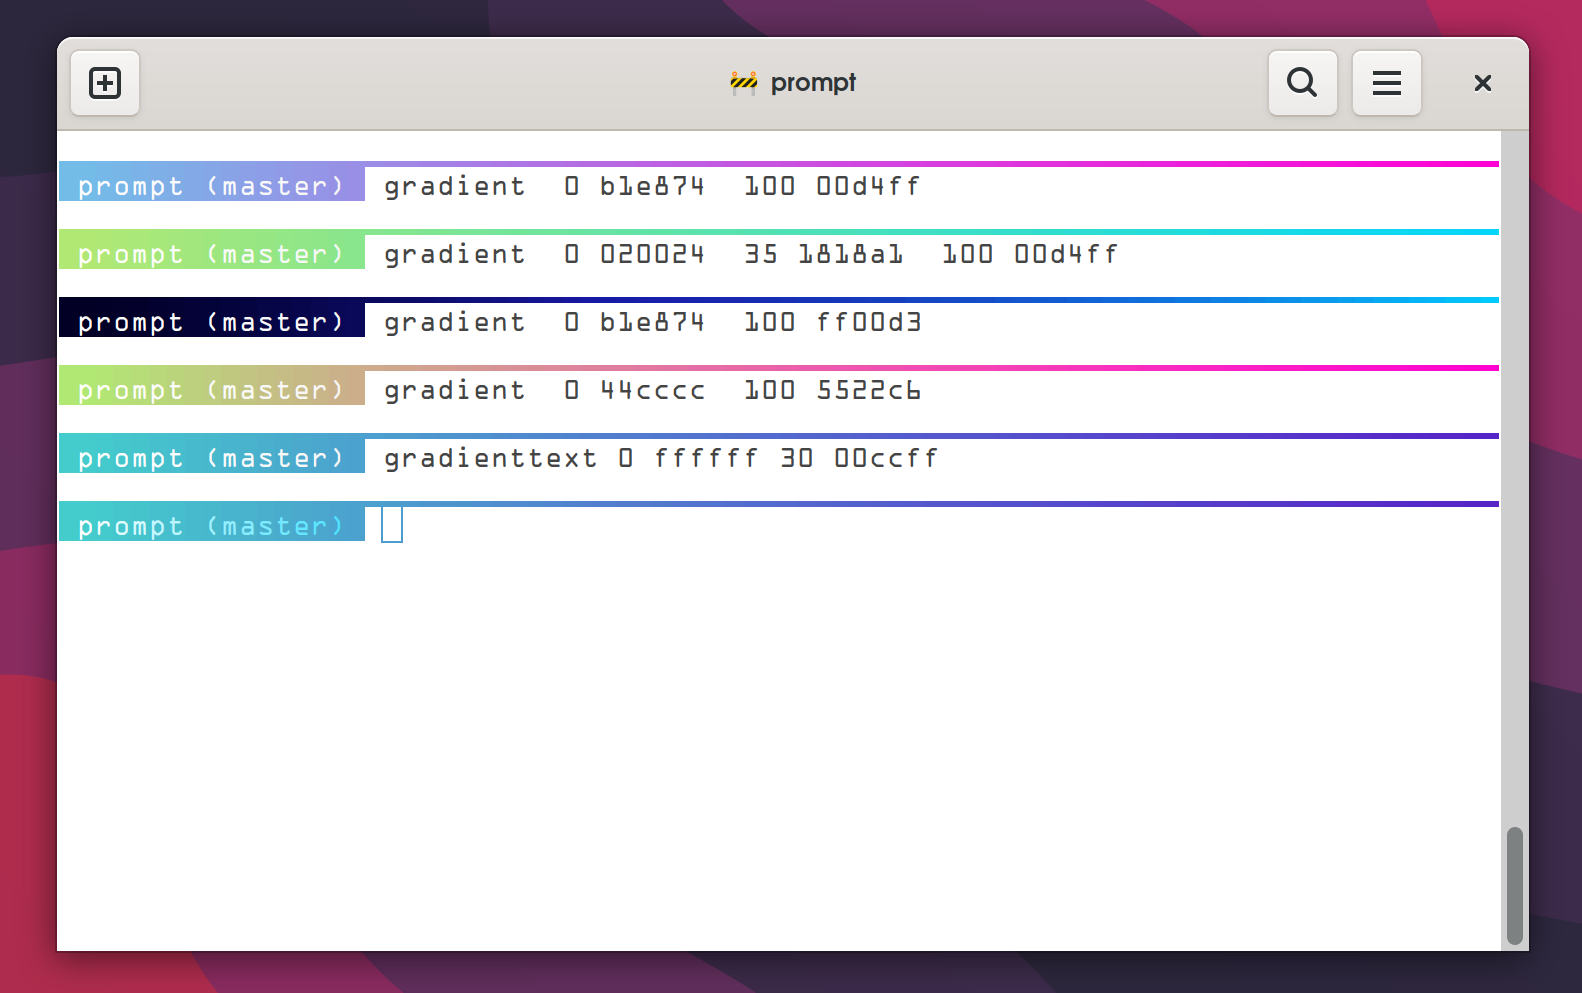 🚧 prompt
prompt (master) gradient  0 b1e874  100 00d4ff
prompt (master) gradient  0 020024  35 1818a1  100 00d4ff
prompt (master) gradient  0 b1e874  100 ff00d3
prompt (master) gradient  0 44cccc  100 5522c6
prompt (master) gradienttext 0 ffffff 30 00ccff
prompt (master)